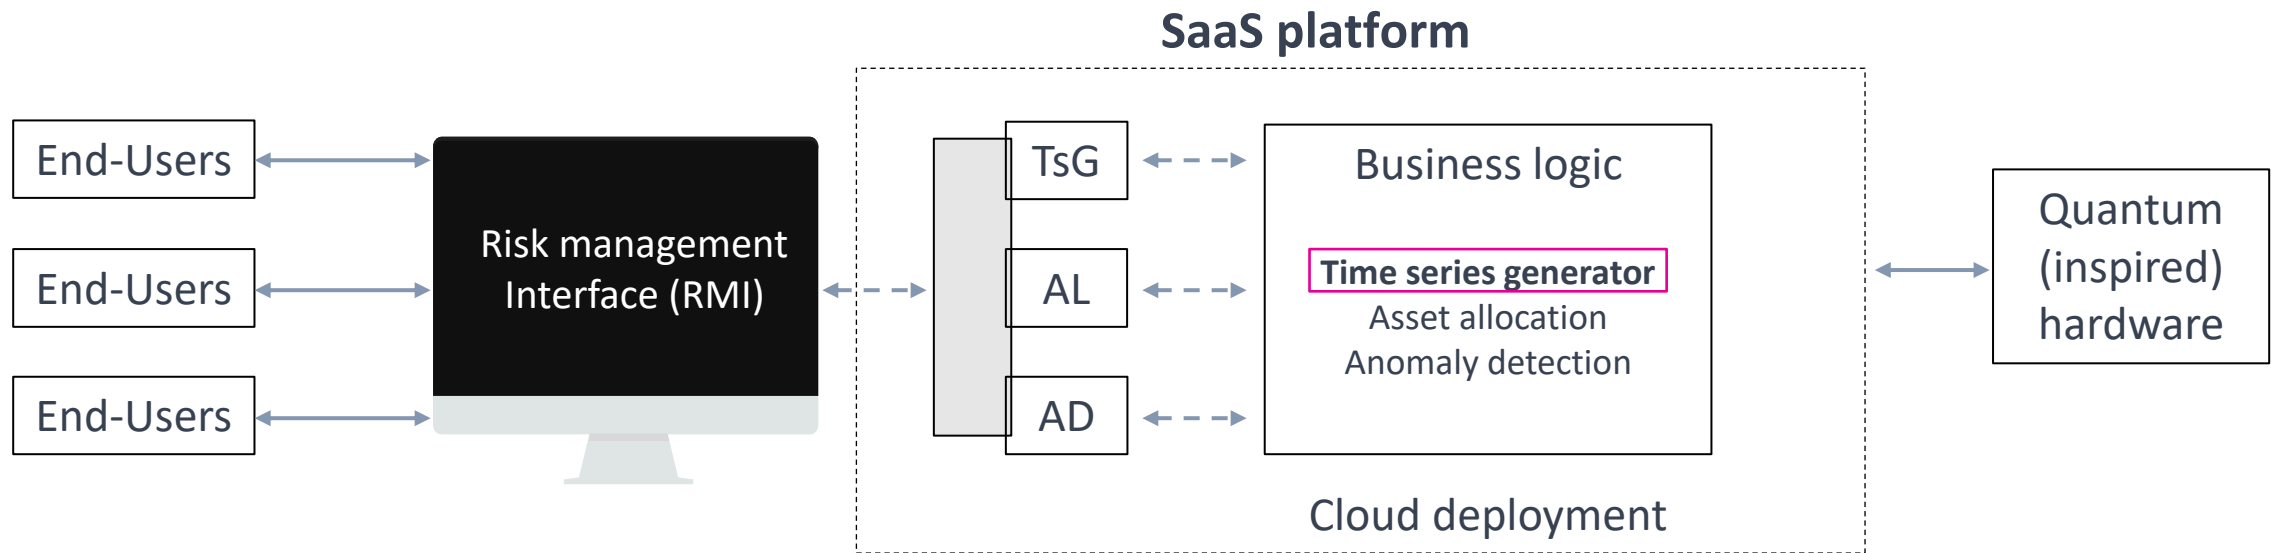 SaaS platform
End-Users
End-Users
End-Users
Risk management
Interface (RMI)
TsG
AL
AD
Business logic
Time series generator
Asset allocation
Anomaly detection
Cloud deployment
Quantum
(inspired)
hardware